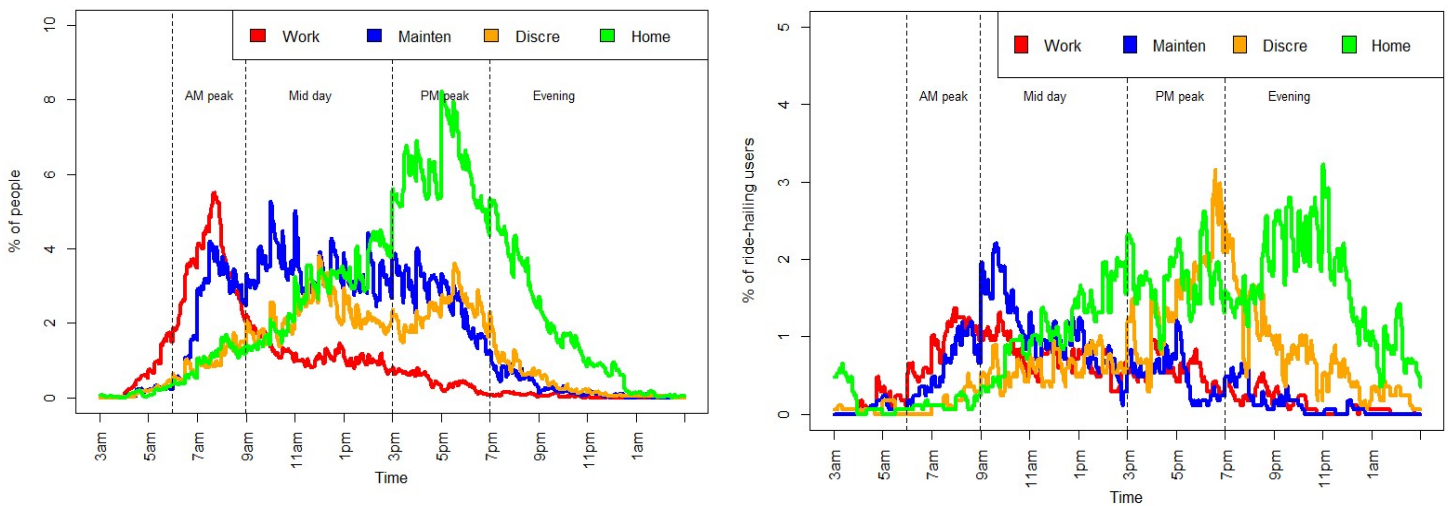 Work Mainten Discre Home
AM peak Mid day PM peak Evening
% of people
10
8
6
4
2
0
3am 5am 7am 9am 11am 1pm 3pm 5pm 7pm 9pm 11pm 1am
Time
Work Mainten Discre Home
AM peak Mid day PM peak Evening
% of ride-hailing users
5
4
3
2
1
0
3am 5am 7am 9am 11am 1pm 3pm 5pm 7pm 9pm 11pm 1am
Time